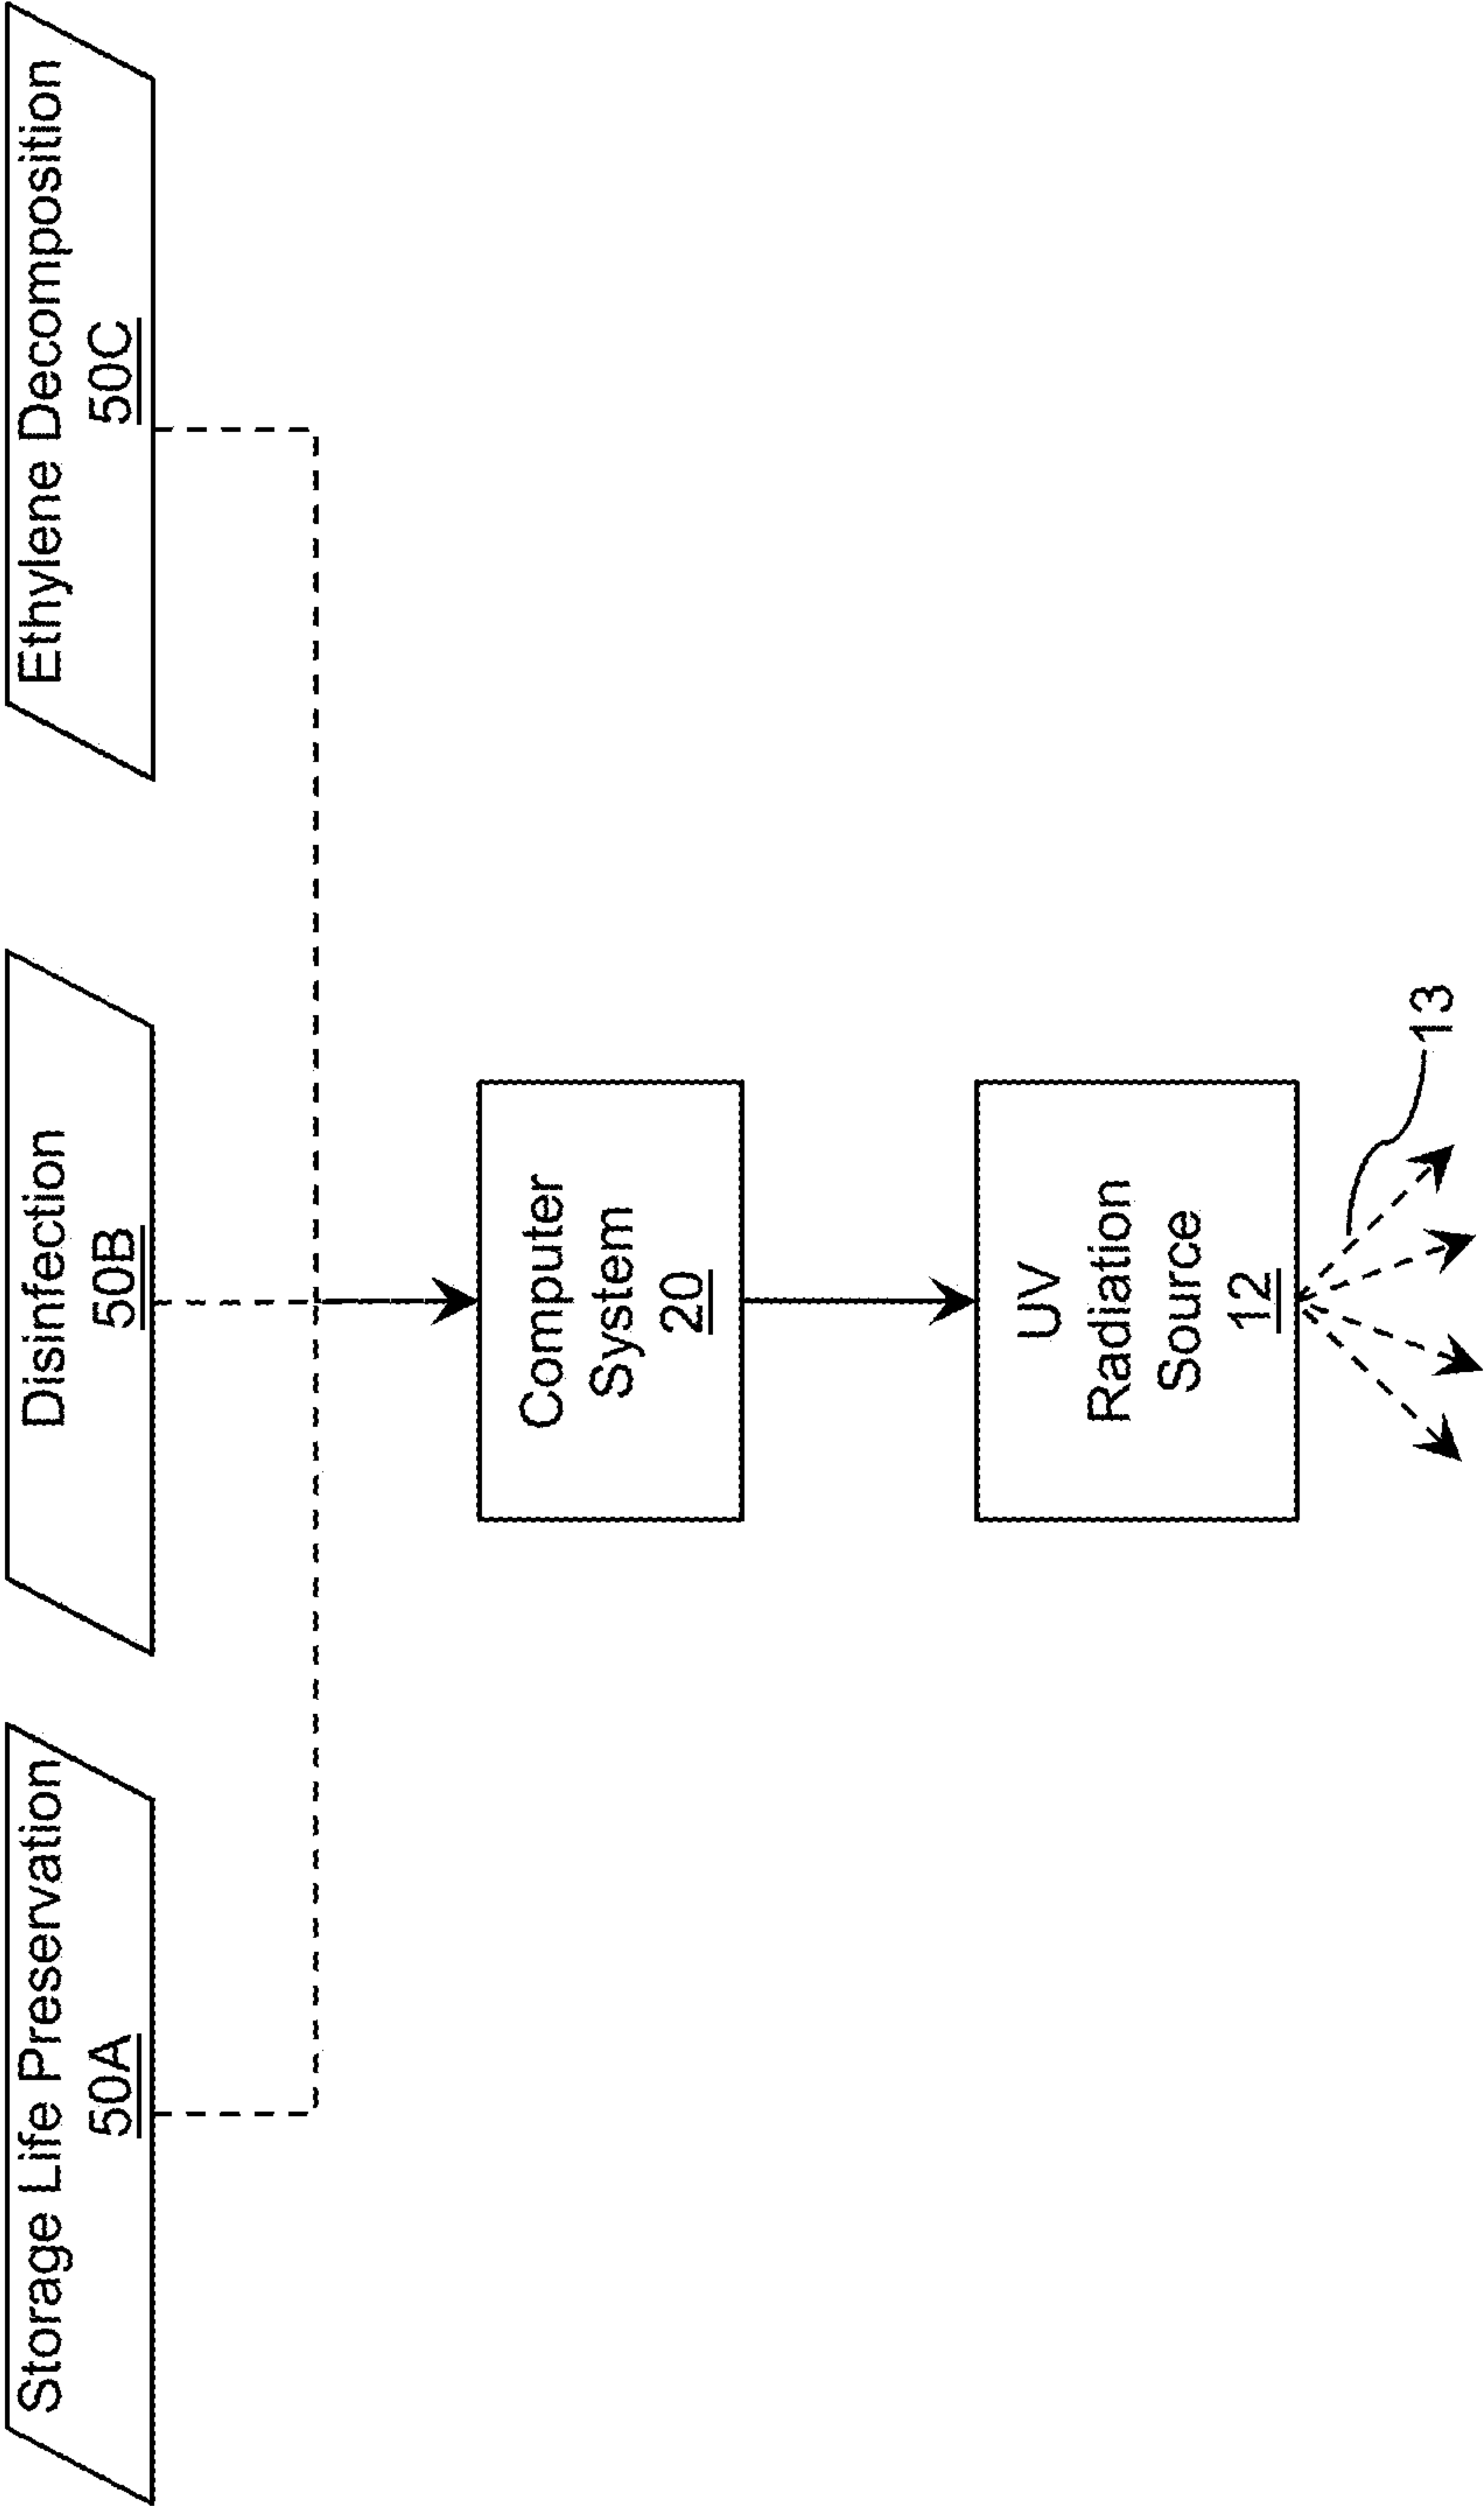 Storage Life Preservation
50A
Disinfection
50B
Ethylene Decomposition
50C
Computer
System
20
UV
Radiation
Source
12
13